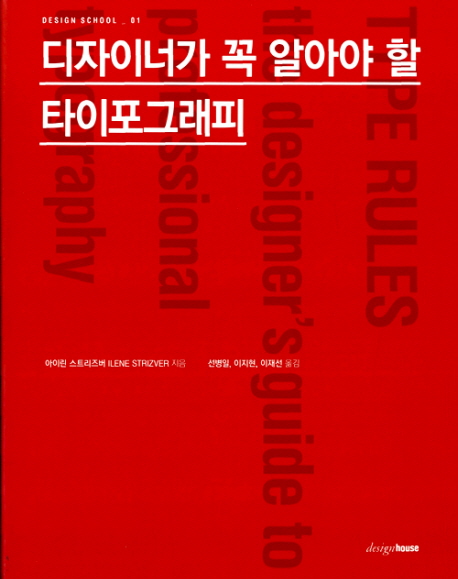 DESIGN SCHOOL _ 01
디자이너가 꼭 알아야 할
타이포그래피
TYPE RULES
the designer's guide to
professional
typography
아이린 스트리즈버 ILENE STRIZVER 지음
선병일, 이지현, 이재선 옮김
designhouse